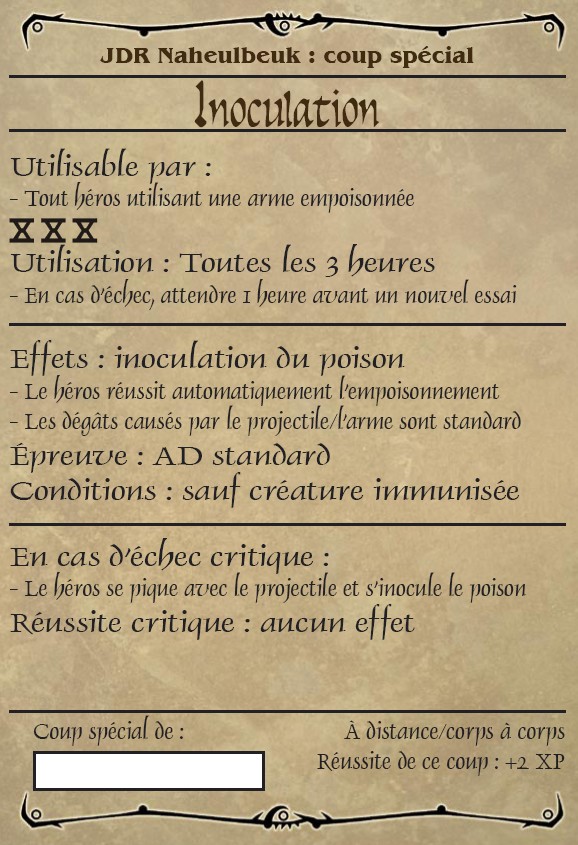 JDR Naheulbeuk : coup spécial
Inoculation
Utilisable par :
- Tout héros utilisant une arme empoisonnée
Utilisation : Toutes les 3 heures
- En cas d'échec, attendre 1 heure avant un nouvel essai
Effets : inoculation du poison
- Le héros réussit automatiquement l'empoisonnement
- Les dégâts causés par le projectile/l'arme sont standard
Épreuve : AD standard
Conditions : sauf créature immunisée
En cas d'échec critique :
- Le héros se pique avec le projectile et s'inocule le poison
Réussite critique : aucun effet
Coup spécial de :
À distance/corps à corps
Réussite de ce coup : +2 XP